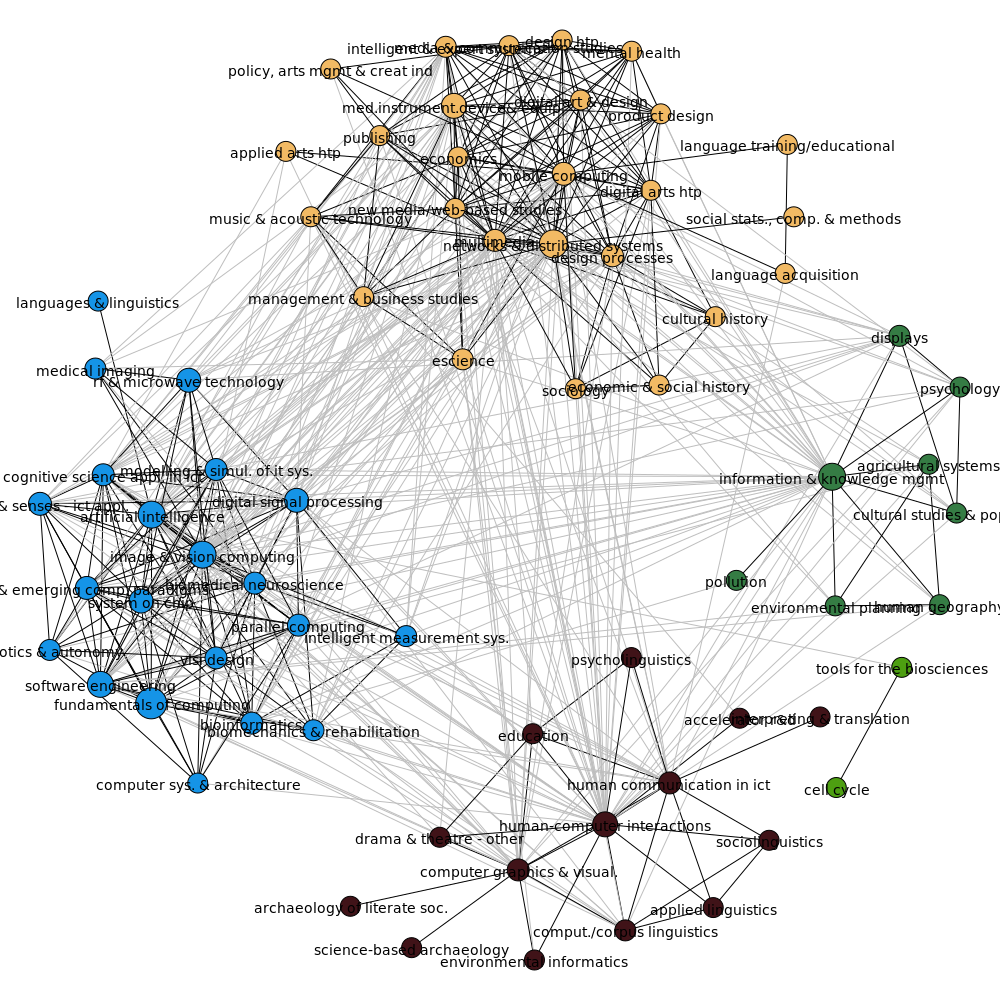 design htp
intelligent & expert systems
mental health
policy, arts mgmt & creat ind
digital art & design
med.instrument.device& equip.
product design
publishing
language training/educational
applied arts htp
economics
mobile computing
digital arts htp
new media/web-based studies
music & acoustic technology
social stats., comp. & methods
multimedia
networks & distributed systems
design processes
language acquisition
management & business studies
languages & linguistics
cultural history
displays
escience
medical imaging
rf & microwave technology
economic & social history
psychology
sociology
agricultural systems
modelling & simul. of it sys.
cognitive science appl. in ict
information & knowledge mgmt
digital signal processing
& senses - ict appl.
artificial intelligence
cultural studies & pop
image & vision computing
pollution
biomedical neuroscience
& emerging comp.paradigms
system on chip
environmental planning
human geography
parallel computing
intelligent measurement sys.
otics & autonomy
vlsi design
psycholinguistics
tools for the biosciences
software engineering
fundamentals of computing
accelerator r&d
interpreting & translation
bioinformatics
biomechanics & rehabilitation
education
computer sys. & architecture
human communication in ict
cell cycle
human-computer interactions
drama & theatre - other
sociolinguistics
computer graphics & visual.
archaeology of literate soc.
applied linguistics
comput./corpus linguistics
science-based archaeology
environmental informatics